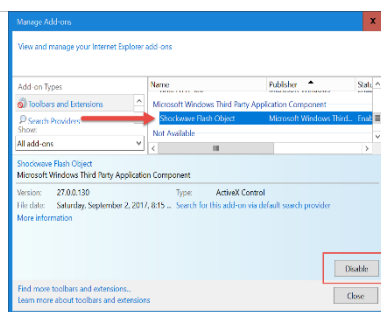 Manage Add-ons
x
View and manage your Internet Explorer add-ons
Add-on Types
Name Publisher Statu
Toolbars and Extensions
Microsoft Windows Third Party Application Component
Search Providers
Shockwave Flash Object Microsoft Windows Third... Enab
Show:
Not Available
All add-ons
Shockwave Flash Object
Microsoft Windows Third Party Application Component
Version: 27.0.0.130 Type: ActiveX Control
File date: Saturday, September 2, 2017, 8:15 ... Search for this add-on via default search provider
More information
Disable
Find more toolbars and extensions...
Learn more about toolbars and extensions
Close